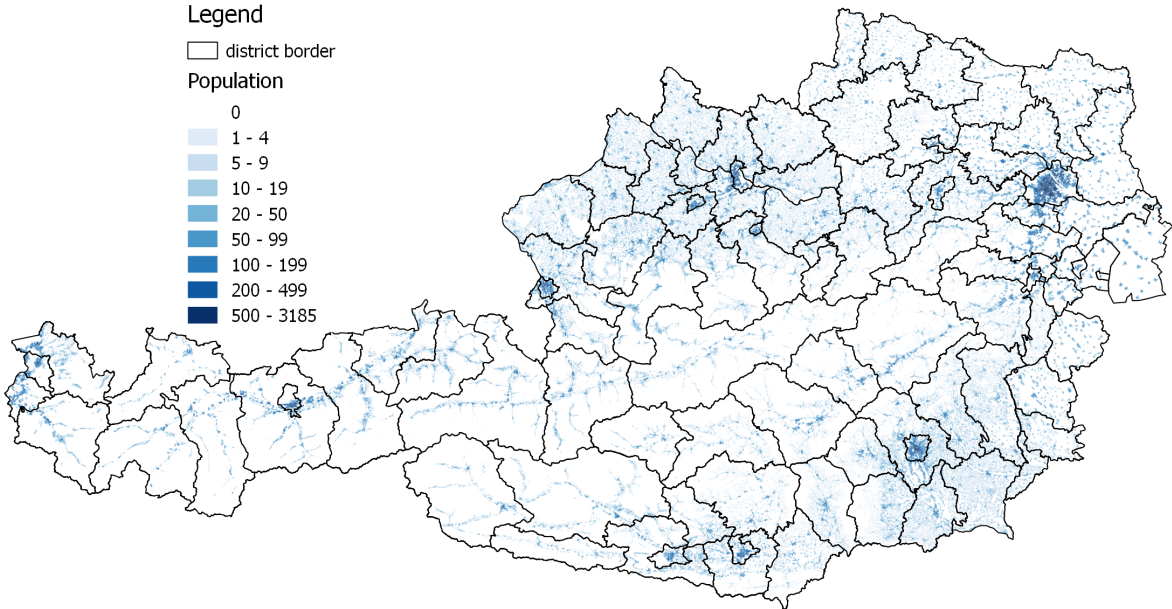 Legend
district border
Population
0
1 - 4
5 - 9
10 - 19
20 - 50
50 - 99
100 - 199
200 - 499
500 - 3185